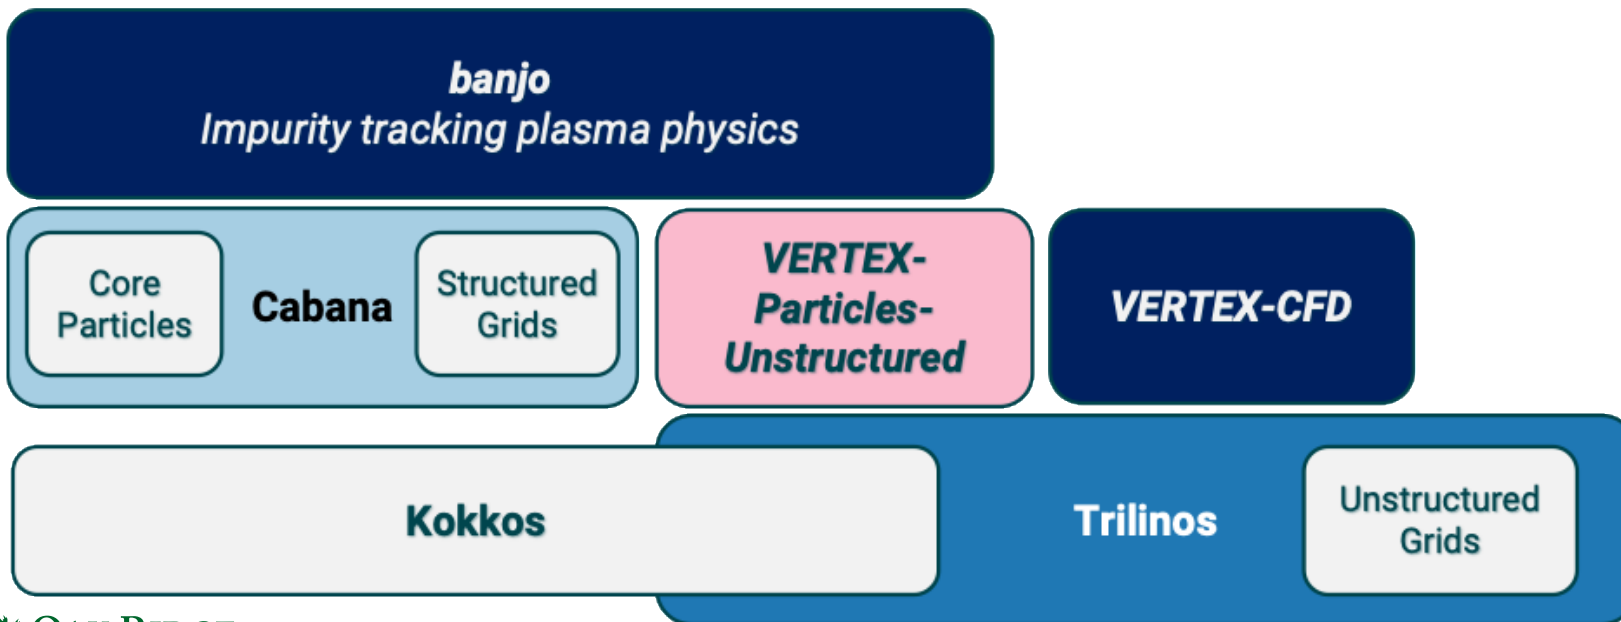 banjo
Impurity tracking plasma physics
Core
Particles
Cabana
Structured
Grids
VERTEX-
Particles-
Unstructured
VERTEX-CFD
Kokkos
Trilinos
Unstructured
Grids